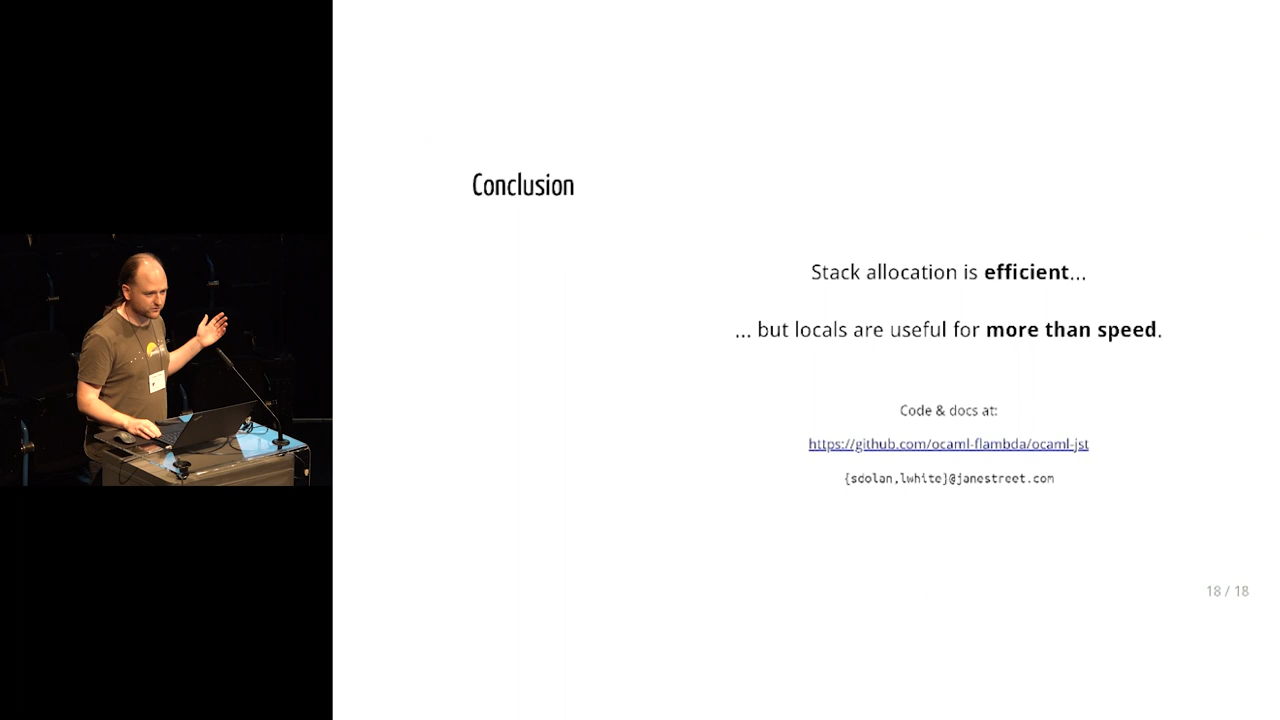 Conclusion
Stack allocation is efficient...
... but locals are useful for more than speed.
Code & docs at:
https://github.com/ocaml-flambda/ocaml-jst
{sdolan,lwhite}@janestreet.com
18 / 18